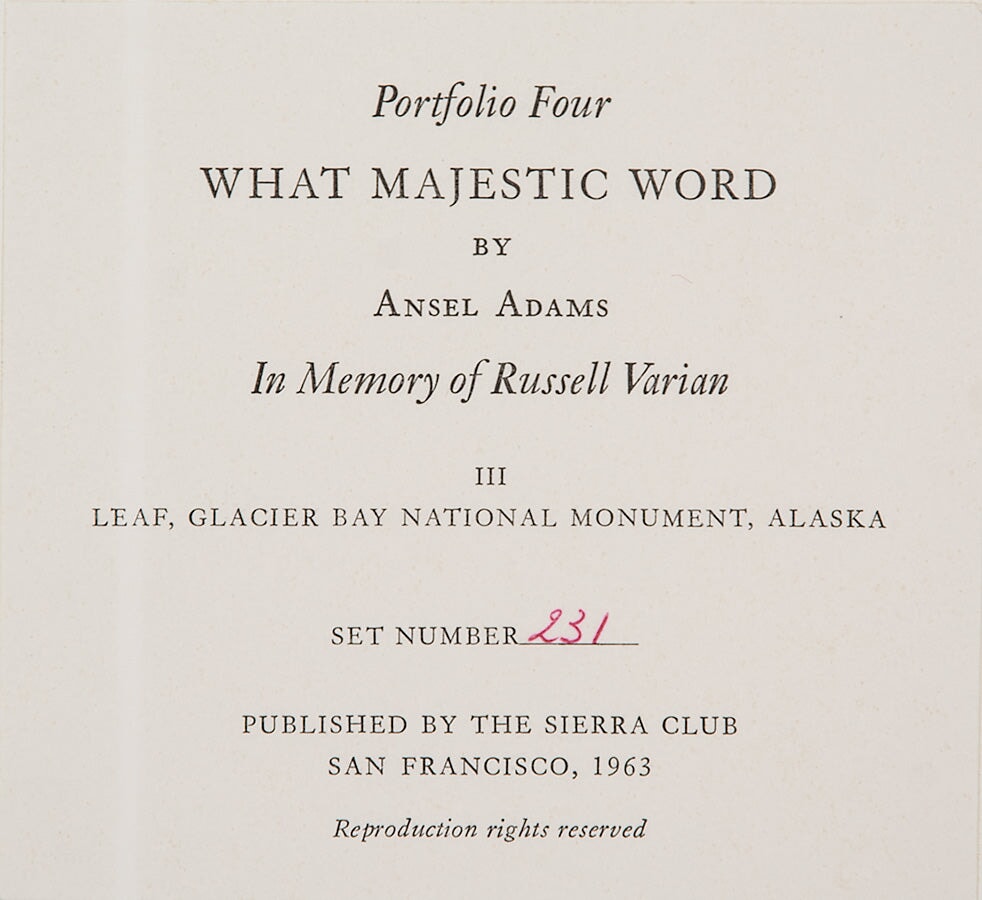 Portfolio Four
WHAT MAJESTIC WORD
BY
ANSEL ADAMS
In Memory of Russell Varian
III
LEAF, GLACIER BAY NATIONAL MONUMENT, ALASKA
SET NUMBER 231
PUBLISHED BY THE SIERRA CLUB
SAN FRANCISCO, 1963
Reproduction rights reserved